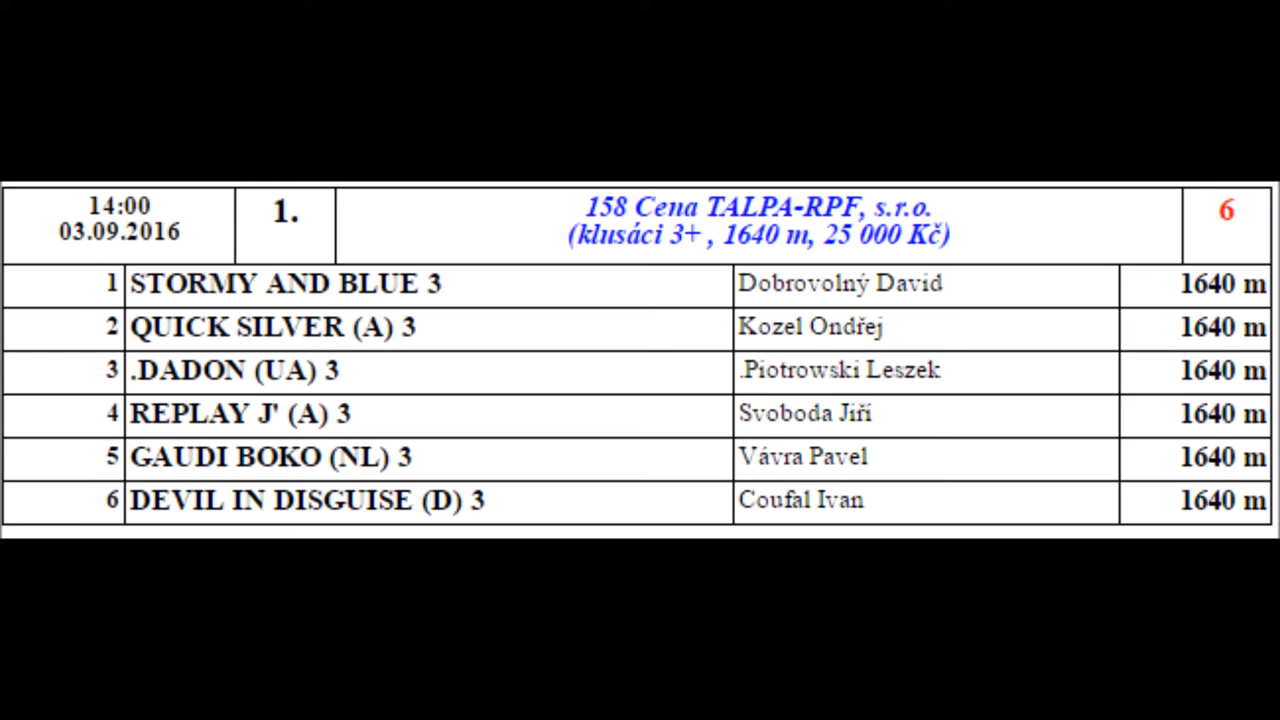 14:00
03.09.2016
1.
158 Cena TALPA-RPF, s.r.o.
(klusáci 3+ , 1640 m, 25 000 Kč)
6
1 STORMY AND BLUE 3 Dobrovolný David 1640 m
2 QUICK SILVER (A) 3 Kozel Ondřej 1640 m
3 .DADON (UA) 3 .Piotrowski Leszek 1640 m
4 REPLAY J' (A) 3 Svoboda Jiří 1640 m
5 GAUDI BOKO (NL) 3 Vávra Pavel 1640 m
6 DEVIL IN DISGUISE (D) 3 Coufal Ivan 1640 m